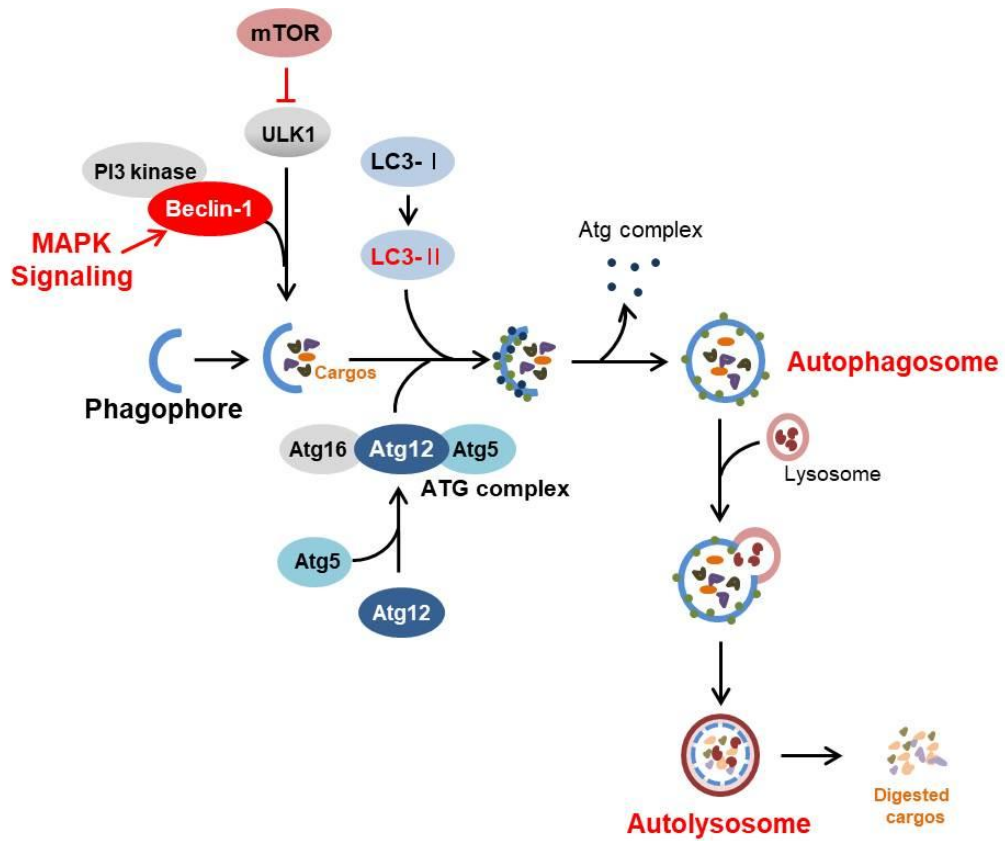 mTOR
ULK1
PI3 kinase
Beclin-1
MAPK
Signaling
LC3-Ⅰ
LC3-Ⅱ
Atg complex
Cargos
Phagophore
Autophagosome
Atg16
Atg12
Atg5
ATG complex
Lysosome
Atg5
Atg12
Autolysosome
Digested
cargos